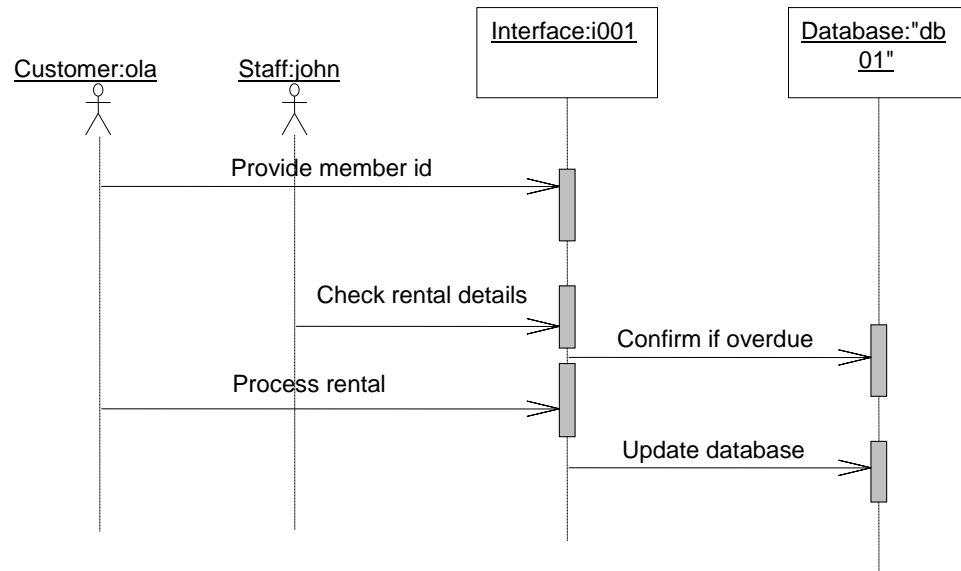 Customer:ola
Staff:john
Interface:i001
Database:"db
01"
Provide member id
Check rental details
Confirm if overdue
Process rental
Update database